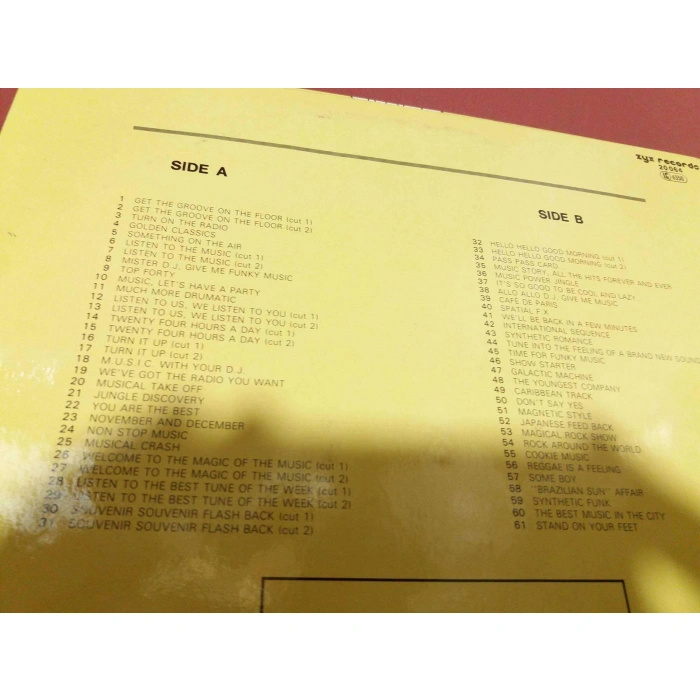 zyx records
20 064
SIDE A
1 GET THE GROOVE ON THE FLOOR (cut 1)
2 GET THE GROOVE ON THE FLOOR (cut 2)
3 TURN ON THE RADIO
4 GOLDEN CLASSICS
5 SOMETHING ON THE AIR
6 LISTEN TO THE MUSIC (cut 1)
7 LISTEN TO THE MUSIC (cut 2)
8 MISTER D.J. GIVE ME FUNKY MUSIC
9 TOP FORTY
10 MUSIC, LET'S HAVE A PARTY
11 MUCH MORE DRUMATIC
12 LISTEN TO US, WE LISTEN TO YOU (cut 1)
13 LISTEN TO US, WE LISTEN TO YOU (cut 2)
14 TWENTY FOUR HOURS A DAY (cut 1)
15 TWENTY FOUR HOURS A DAY (cut 2)
16 TURN IT UP (cut 1)
17 TURN IT UP (cut 2)
18 M.U.S.I.C. WITH YOUR D.J.
19 WE'VE GOT THE RADIO YOU WANT
20 MUSICAL TAKE OFF
21 JUNGLE DISCOVERY
22 YOU ARE THE BEST
23 NOVEMBER AND DECEMBER
24 NON STOP MUSIC
25 MUSICAL CRASH
26 WELCOME TO THE MAGIC OF THE MUSIC (cut 1)
27 WELCOME TO THE MAGIC OF THE MUSIC (cut 2)
28 LISTEN TO THE BEST TUNE OF THE WEEK (cut 1)
29 LISTEN TO THE BEST TUNE OF THE WEEK (cut 2)
30 SOUVENIR SOUVENIR FLASH BACK (cut 1)
31 SOUVENIR SOUVENIR FLASH BACK (cut 2)
SIDE B
32 HELLO HELLO GOOD MORNING (cut 1)
33 HELLO HELLO GOOD MORNING (cut 2)
34 PASS PASS CARD
35 MUSIC STORY, ALL THE HITS FOREVER AND EVER
36 MUSIC POWER JINGLE
37 IT'S SO GOOD TO BE COOL AND LAZY
38 ALLO ALLO D.J. GIVE ME MUSIC
39 CAFÉ DE PARIS
40 SPATIAL F.X.
41 WE'LL BE BACK IN A FEW MINUTES
42 INTERNATIONAL SEQUENCE
43 SYNTHETIC ROMANCE
44 TUNE INTO THE FEELING OF A BRAND NEW SOUND
45 TIME FOR FUNKY MUSIC
46 SHOW STARTER
47 GALACTIC MACHINE
48 THE YOUNGEST COMPANY
49 CARIBBEAN TRACK
50 DON'T SAY YES
51 MAGNETIC STYLE
52 JAPANESE FEED BACK
53 MAGICAL ROCK SHOW
54 ROCK AROUND THE WORLD
55 COOKIE MUSIC
56 REGGAE IS A FEELING
57 SOME BOY
58 "BRAZILIAN SUN" AFFAIR
59 SYNTHETIC FUNK
60 THE BEST MUSIC IN THE CITY
61 STAND ON YOUR FEET